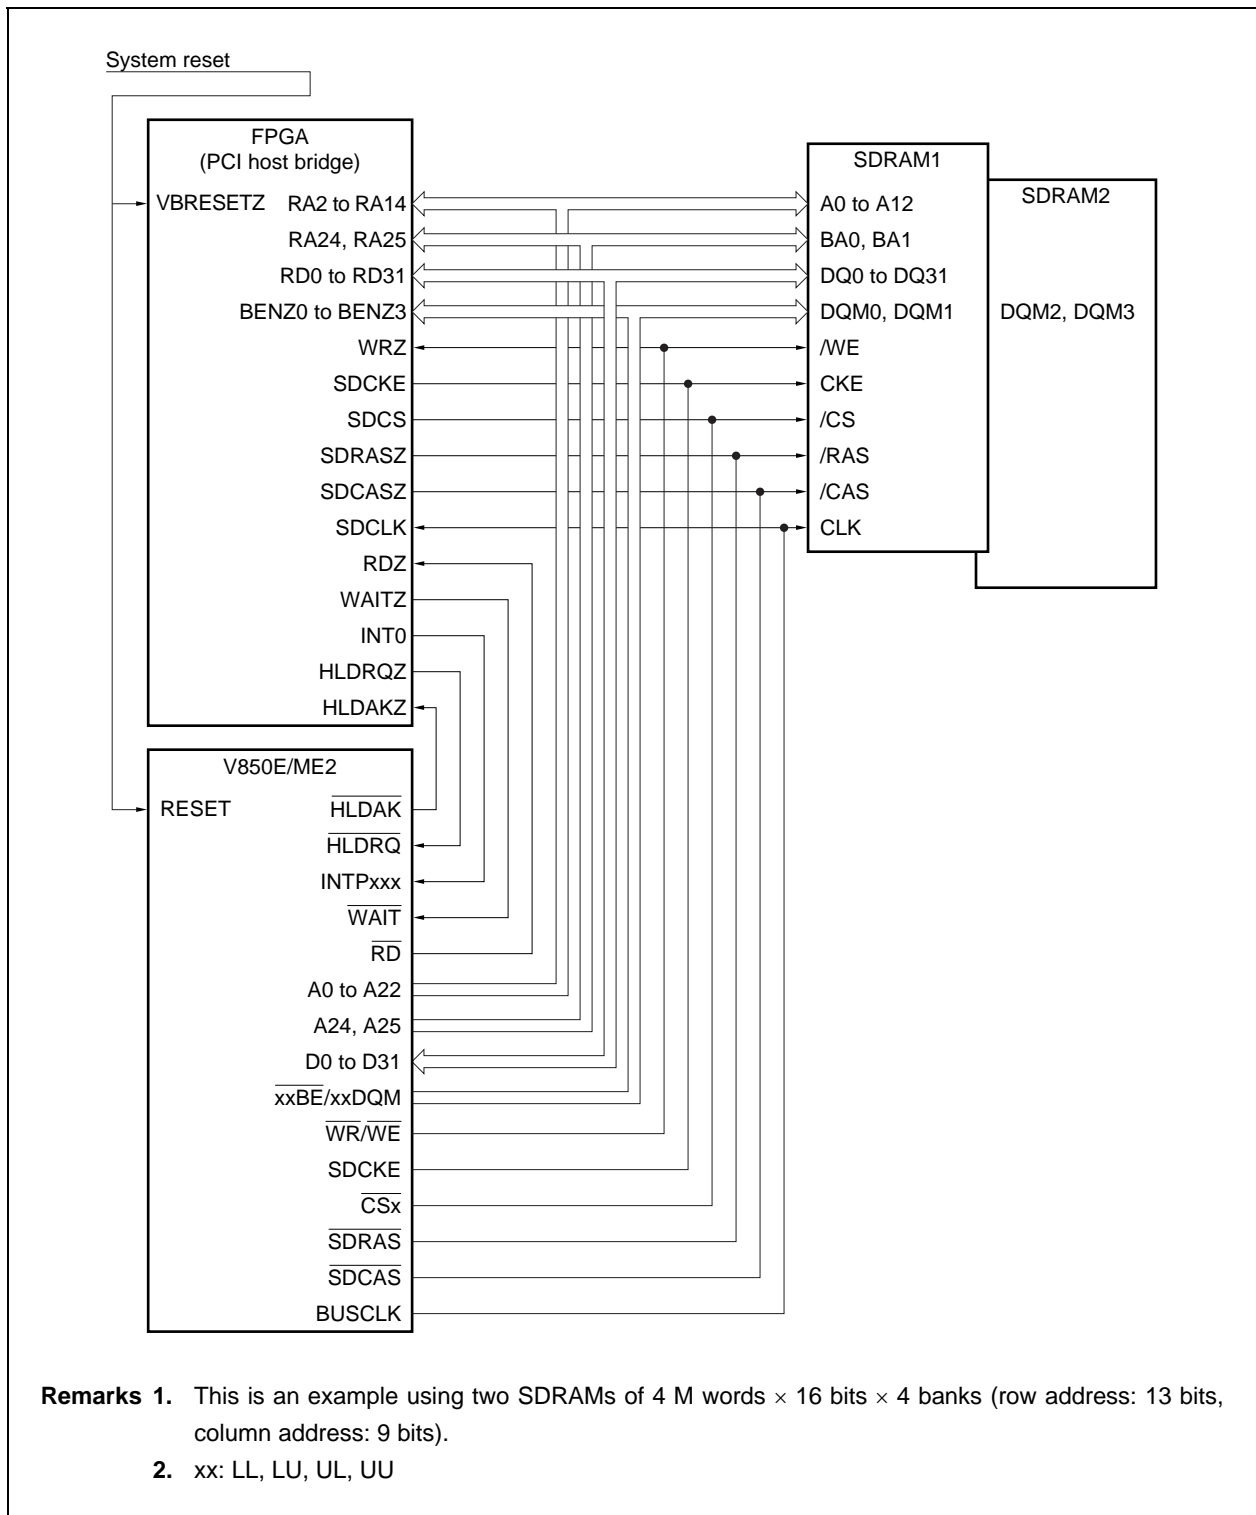 System reset
FPGA
(PCI host bridge)
VBRESETZ
RA2 to RA14
RA24, RA25
RD0 to RD31
BENZ0 to BENZ3
WRZ
SDCKE
SDCS
SDRASZ
SDCASZ
SDCLK
RDZ
WAITZ
INT0
HLDRQZ
HLDAKZ
SDRAM1
A0 to A12
BA0, BA1
DQ0 to DQ31
DQM0, DQM1
/WE
CKE
/CS
/RAS
/CAS
CLK
SDRAM2
DQM2, DQM3
V850E/ME2
RESET
HLDAK
HLDRQ
INTPxxx
WAIT
RD
A0 to A22
A24, A25
D0 to D31
xxBE/xxDQM
WR/WE
SDCKE
CSx
SDRAS
SDCAS
BUSCLK
Remarks 1. This is an example using two SDRAMs of 4 M words × 16 bits × 4 banks (row address: 13 bits,
column address: 9 bits).
2. xx: LL, LU, UL, UU